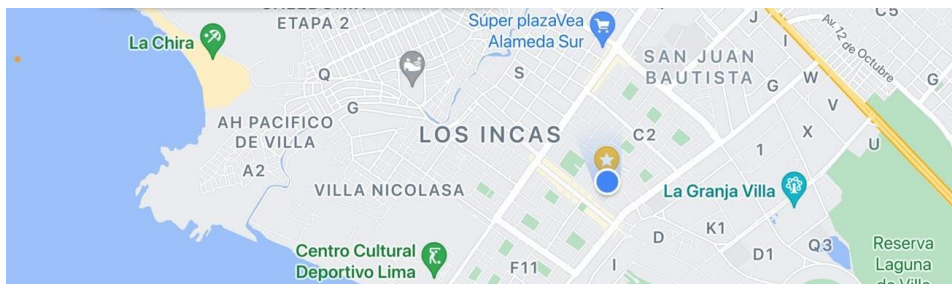 ETAPA 2
La Chira
Súper plazaVea
Alameda Sur
J
C5
Av. 12 de Octubre
I
SAN JUAN
BAUTISTA
Q
S
G
W
G
G
V
AH PACIFICO
DE VILLA
LOS INCAS
C2
X
U
A2
1
VILLA NICOLASA
La Granja Villa
K1
D
Centro Cultural
Deportivo Lima
F11
I
D1
Q3
Reserva
Laguna